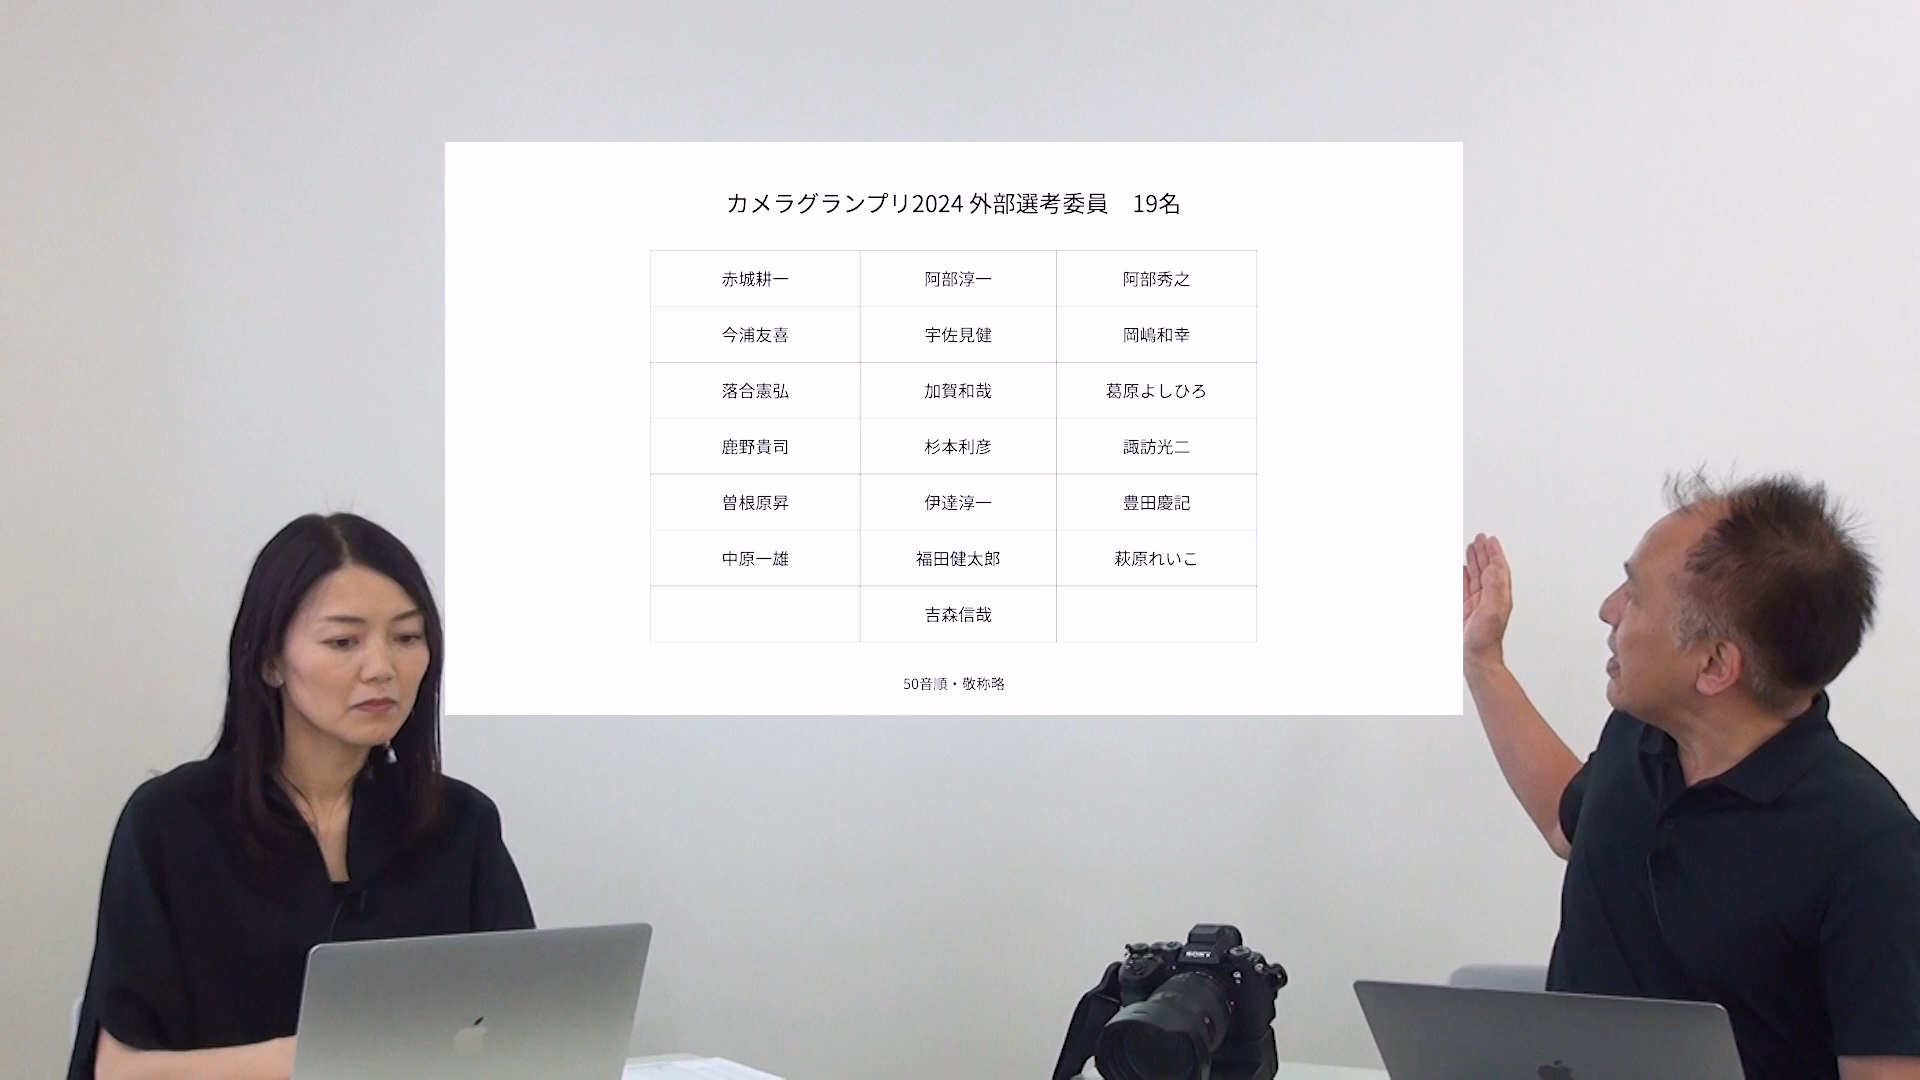 カメラグランプリ2024 外部選考委員　19名
赤城耕一 阿部淳一 阿部秀之
今浦友喜 宇佐見健 岡嶋和幸
落合憲弘 加賀和哉 葛原よしひろ
鹿野貴司 杉本利彦 諏訪光二
曽根原昇 伊達淳一 豊田慶記
中原一雄 福田健太郎 萩原れいこ
吉森信哉
50音順・敬称略
SONY